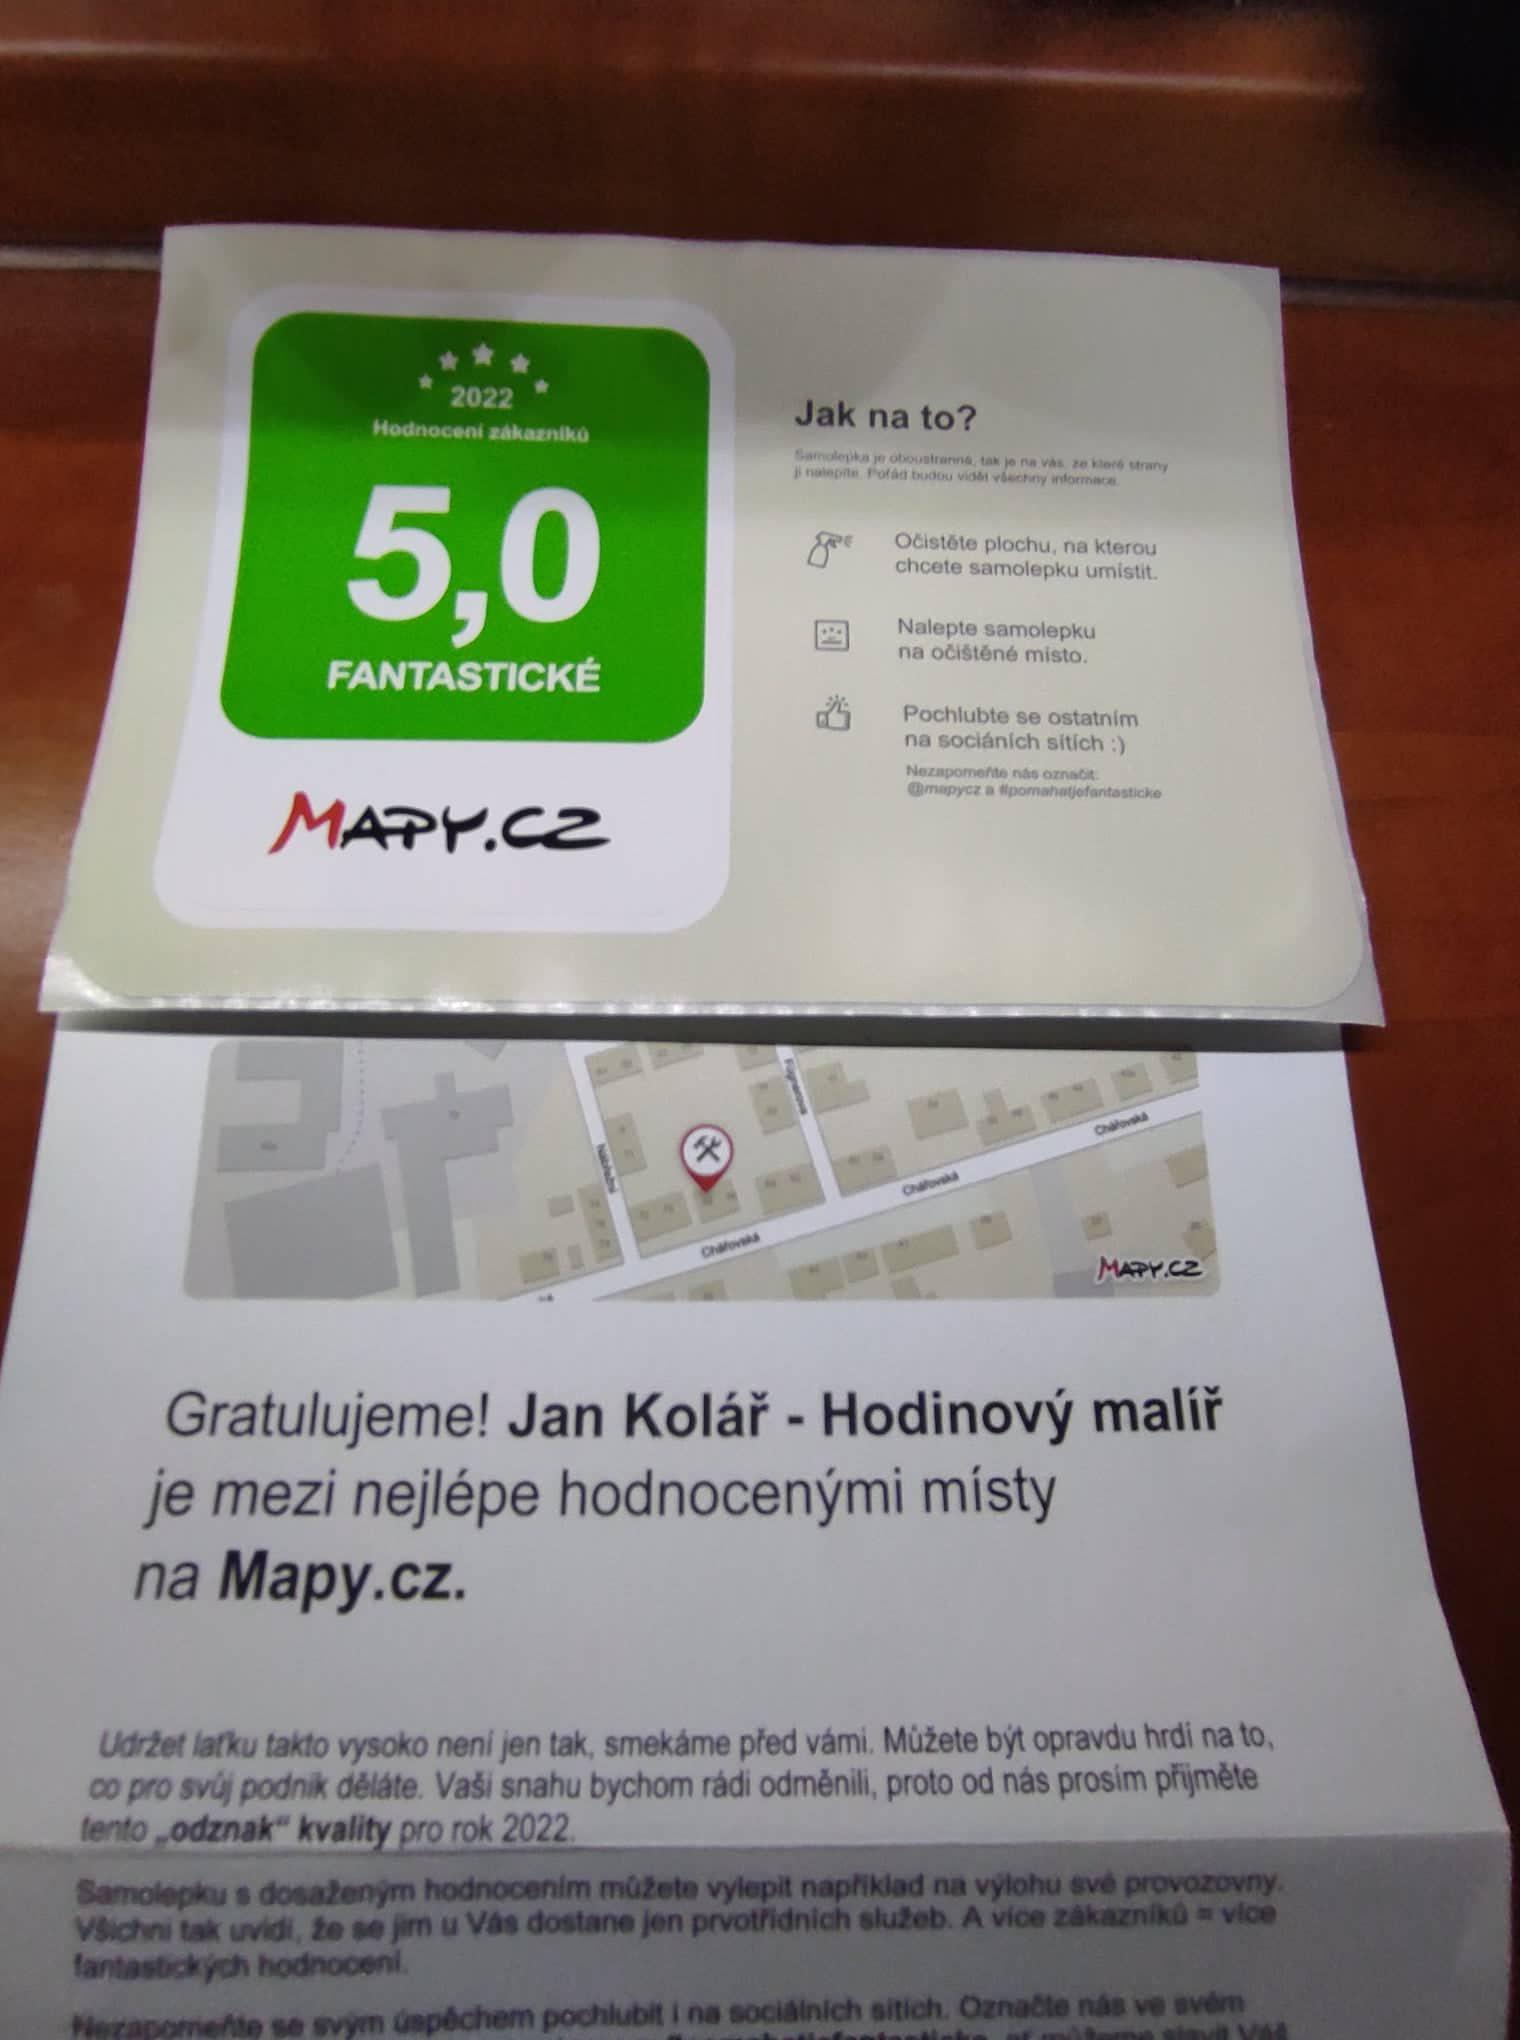 2022
Hodnocení zákazníků
5,0
FANTASTICKÉ
MAPY.CZ
Jak na to?
Samolepka je oboustranná, tak je na vás, ze které strany
ji nalepíte. Pořád budou vidět všechny informace.
Očistěte plochu, na kterou
chcete samolepku umístit.
Nalepte samolepku
na očištěné místo.
Pochlubte se ostatním
na sociáních sítích :)
Nezapomeňte nás označit:
@mapycz a #pomahatjefantasticke
Fügnerova
Nádražní
Chářovská
Chářovská
Chářovská
MAPY.CZ
Gratulujeme! Jan Kolář - Hodinový malíř
je mezi nejlépe hodnocenými místy
na Mapy.cz.
Udržet laťku takto vysoko není jen tak, smekáme před vámi. Můžete být opravdu hrdí na to,
co pro svůj podnik děláte. Vaši snahu bychom rádi odměnili, proto od nás prosím přijměte
tento „odznak“ kvality pro rok 2022.
Samolepku s dosaženým hodnocením můžete vylepit například na výlohu své provozovny.
Všichni tak uvidí, že se jim u Vás dostane jen prvotřídních služeb. A více zákazníků = více
fantastických hodnocení.
Nezapomeňte se svým úspěchem pochlubit i na sociálních sítích. Označte nás ve svém